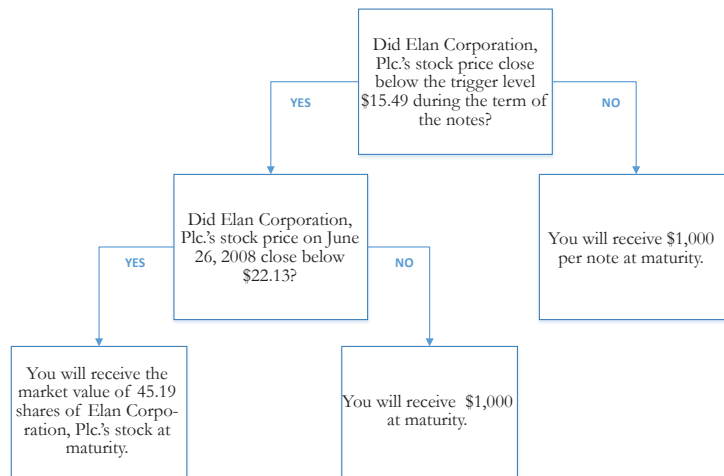 Did Elan Corporation,
Plc.'s stock price close
below the trigger level
$15.49 during the term of
the notes?
YES
NO
Did Elan Corporation,
Plc.'s stock price on June
26, 2008 close below
$22.13?
You will receive $1,000
per note at maturity.
YES
NO
You will receive the
market value of 45.19
shares of Elan Corpo-
ration, Plc.'s stock at
maturity.
You will receive $1,000
at maturity.